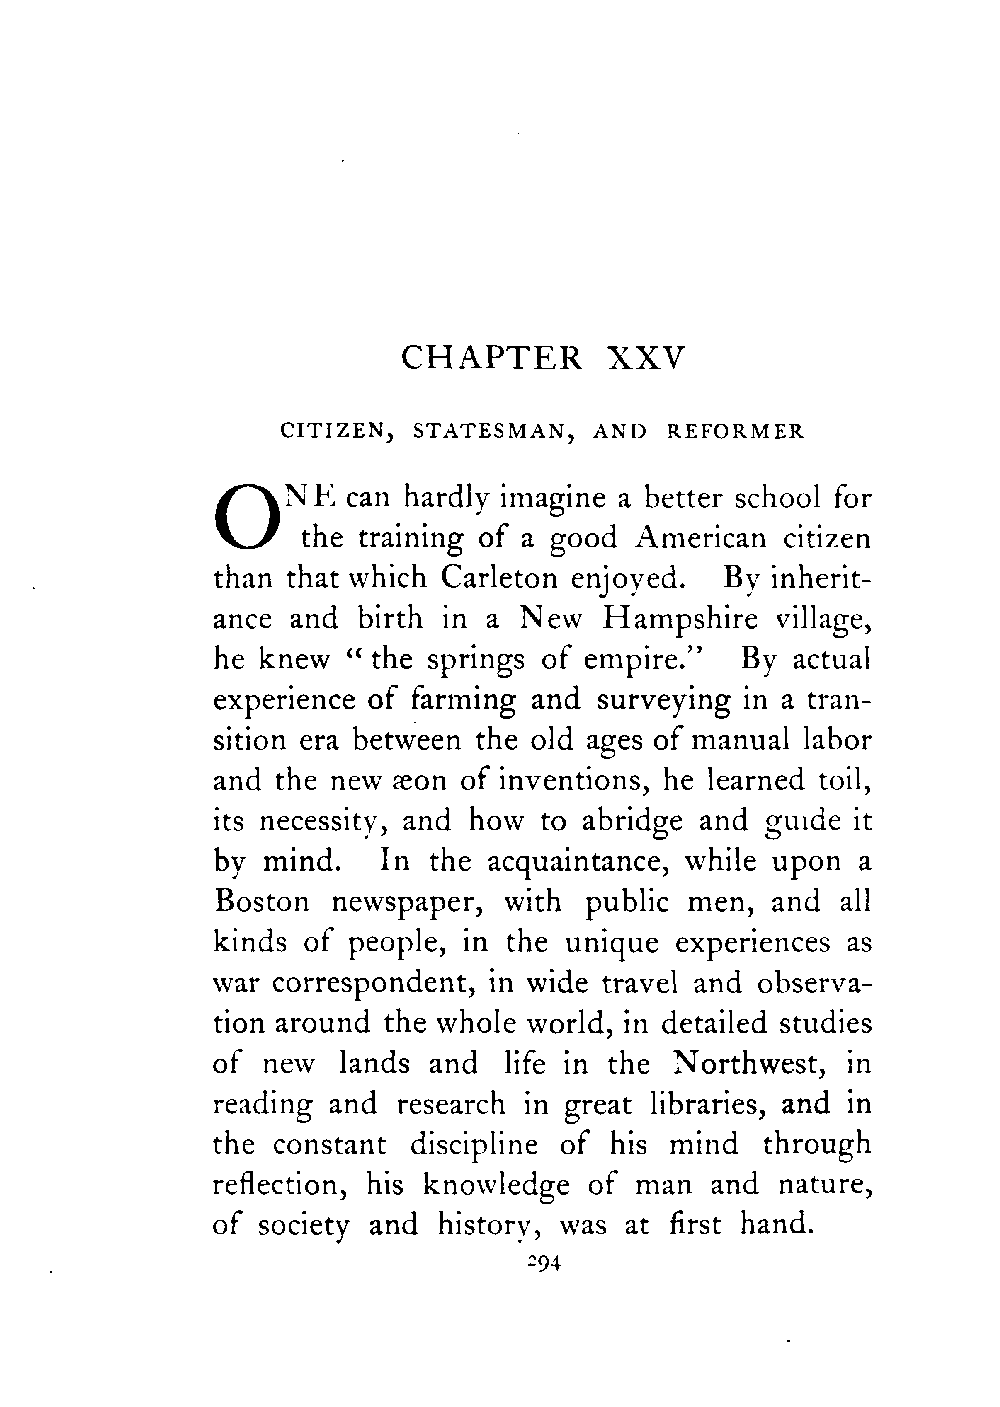 CHAPTER XXV
CITIZEN, STATESMAN, AND REFORMER
ONE can hardly imagine a better school for
the training of a good American citizen
than that which Carleton enjoyed. By inherit-
ance and birth in a New Hampshire village,
he knew “the springs of empire.” By actual
experience of farming and surveying in a tran-
sition era between the old ages of manual labor
and the new æon of inventions, he learned toil,
its necessity, and how to abridge and guide it
by mind. In the acquaintance, while upon a
Boston newspaper, with public men, and all
kinds of people, in the unique experiences as
war correspondent, in wide travel and observa-
tion around the whole world, in detailed studies
of new lands and life in the Northwest, in
reading and research in great libraries, and in
the constant discipline of his mind through
reflection, his knowledge of man and nature,
of society and history, was at first hand.
294